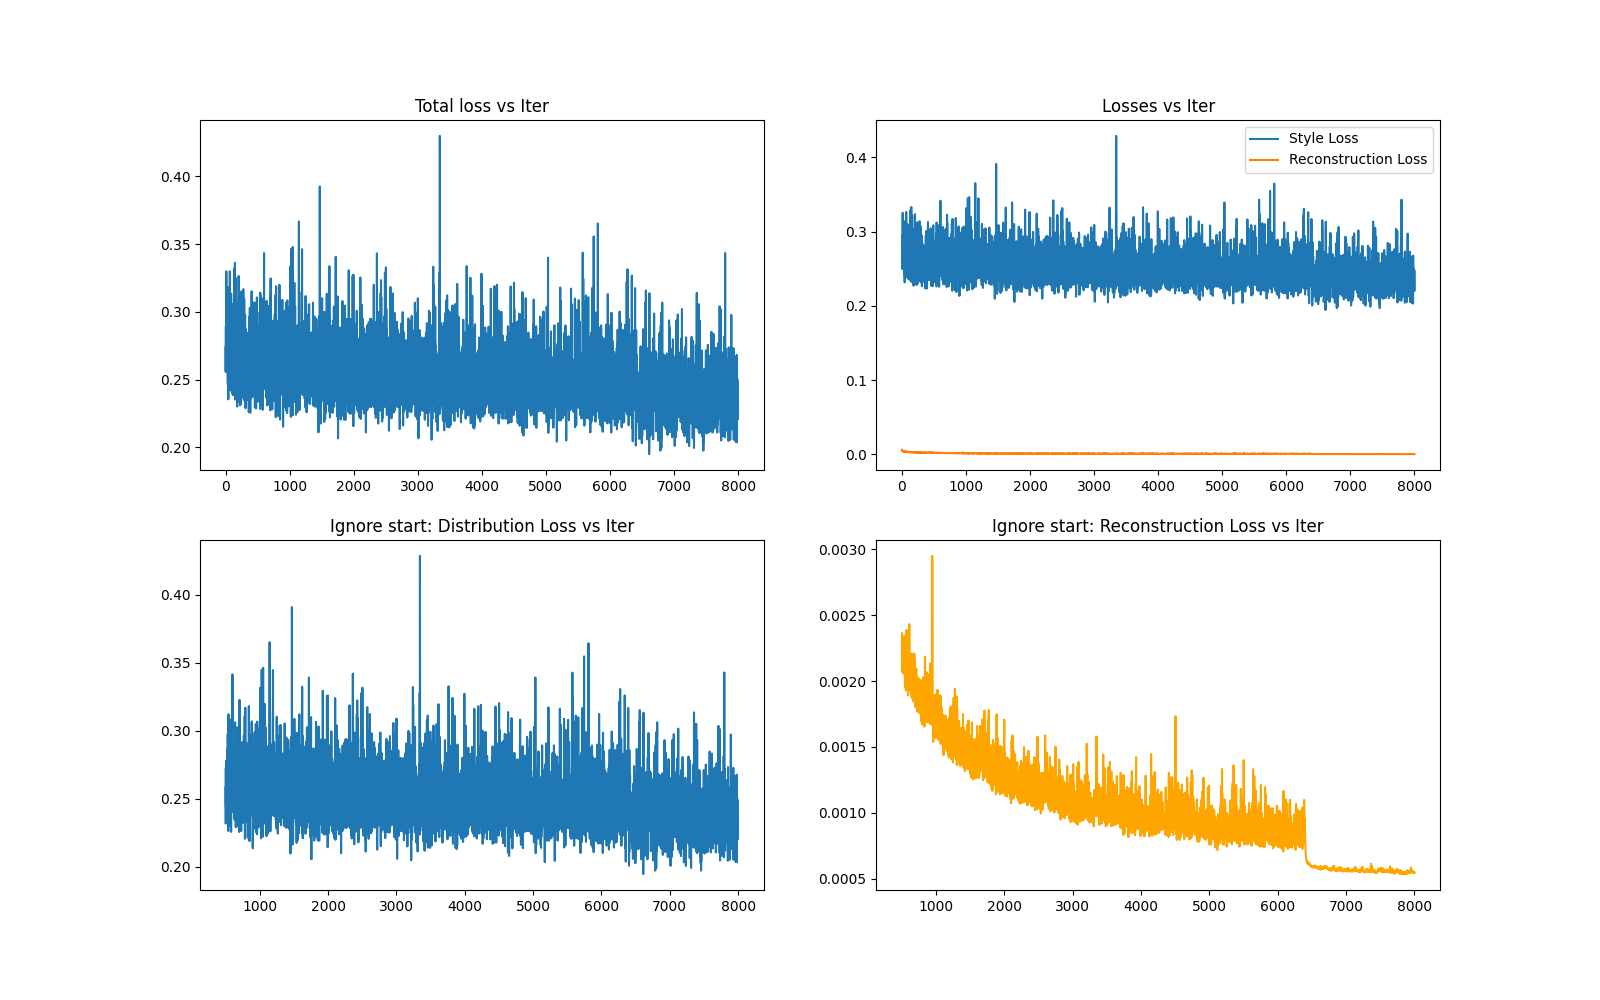 Total loss vs Iter
0.40
0.35
0.30
0.25
0.20
0 1000 2000 3000 4000 5000 6000 7000 8000
Losses vs Iter
Style Loss
Reconstruction Loss
0.4
0.3
0.2
0.1
0.0
0 1000 2000 3000 4000 5000 6000 7000 8000
Ignore start: Distribution Loss vs Iter
0.40
0.35
0.30
0.25
0.20
1000 2000 3000 4000 5000 6000 7000 8000
Ignore start: Reconstruction Loss vs Iter
0.0030
0.0025
0.0020
0.0015
0.0010
0.0005
1000 2000 3000 4000 5000 6000 7000 8000